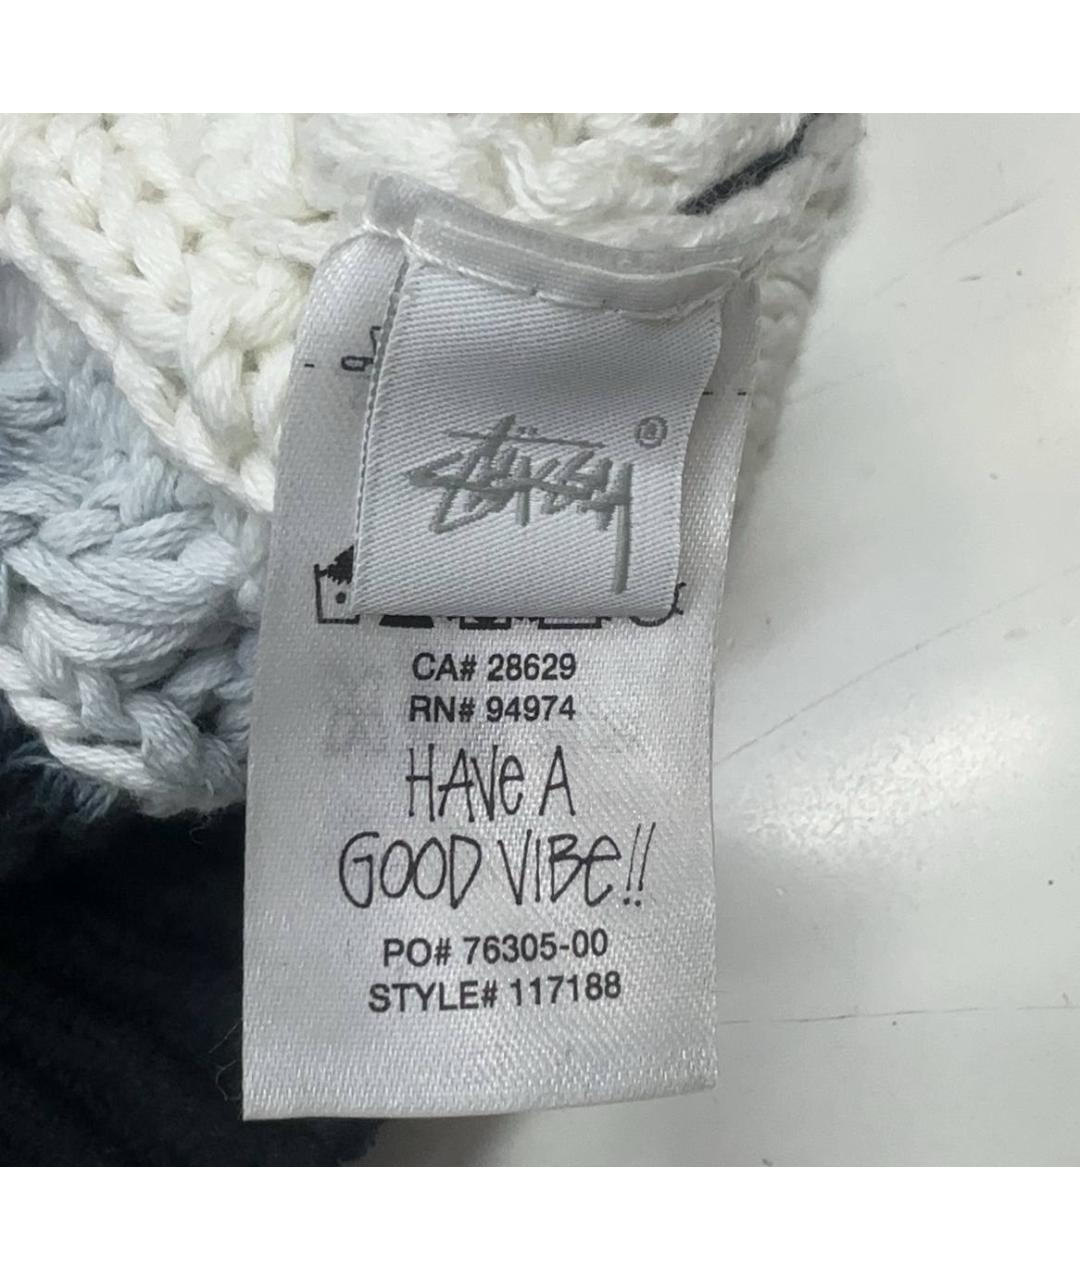 STÜSSY ®
CA# 28629
RN# 94974
HAVE A
GOOD VIBE!!
PO# 76305-00
STYLE# 117188